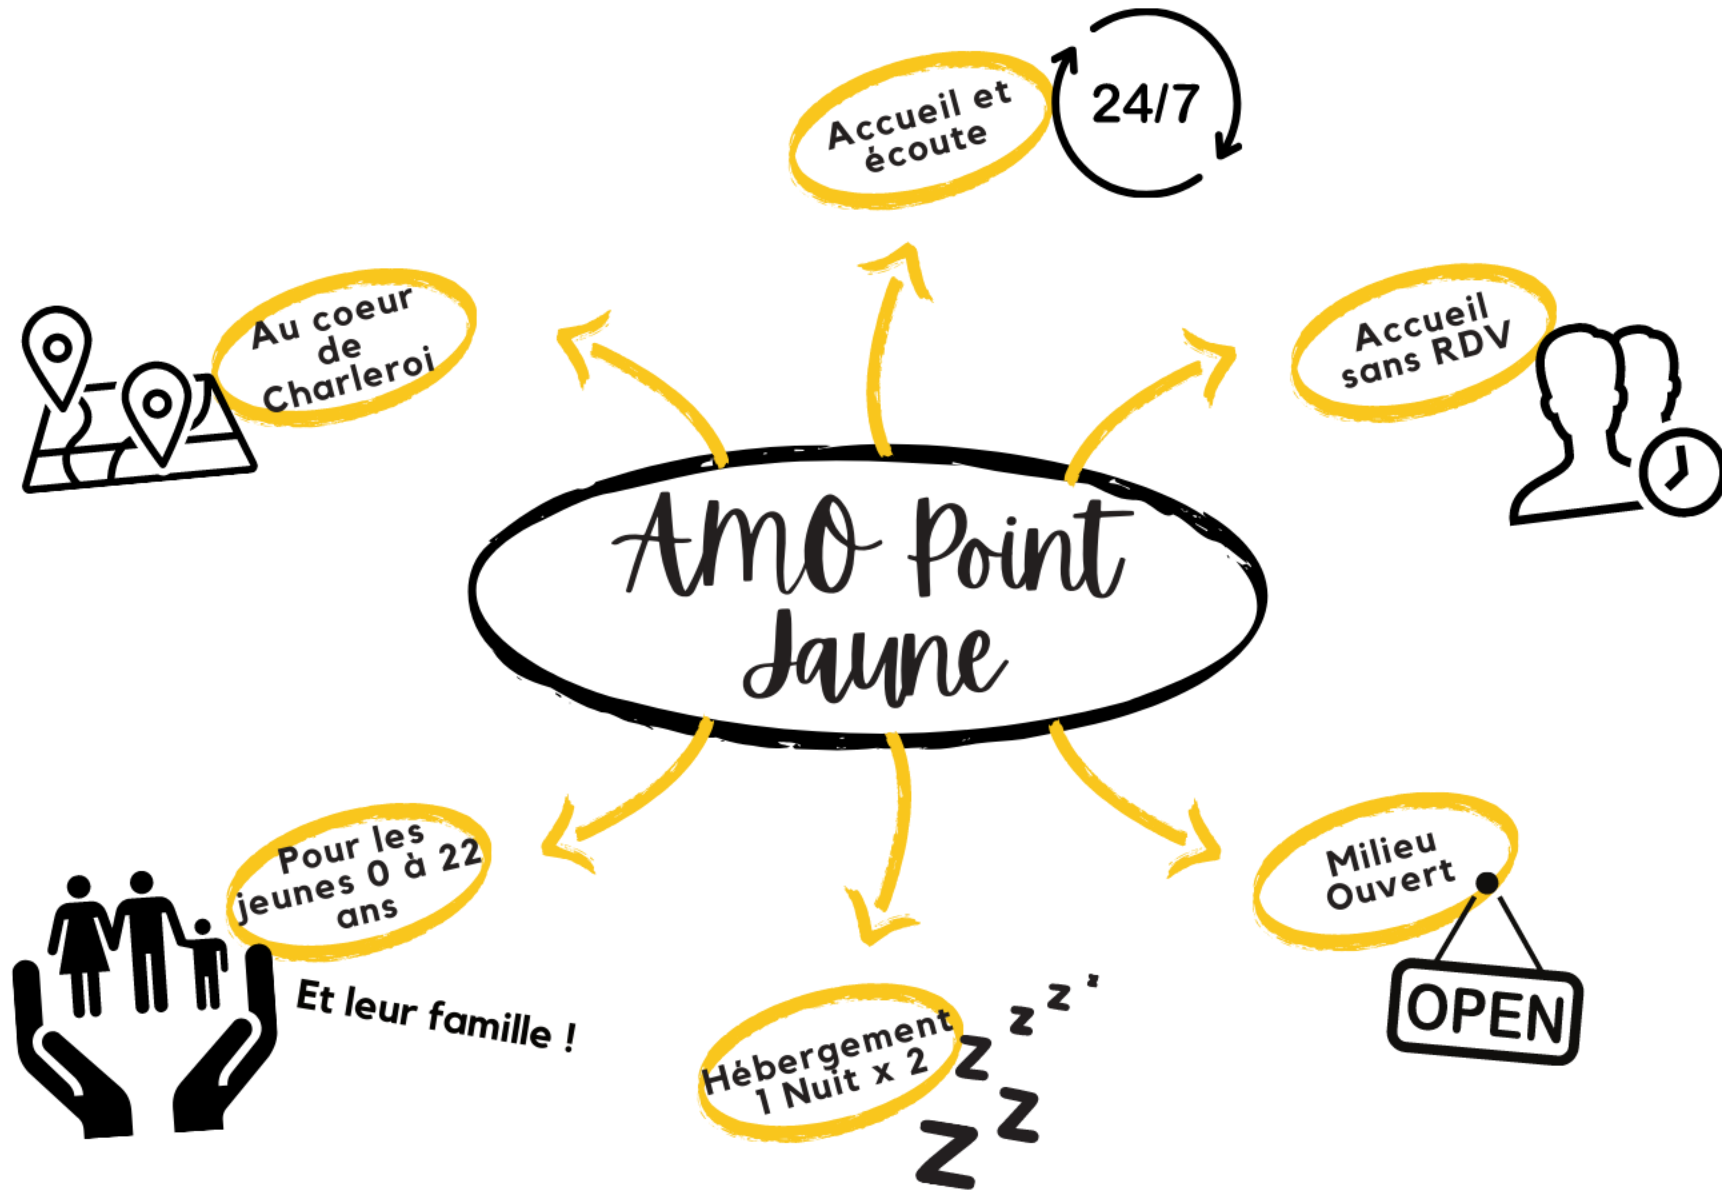 Accueil et
écoute
24/7
Au coeur
de
Charleroi
Accueil
sans RDV
AMO Point
Jaune
Pour les
jeunes 0 à 22
ans
Et leur famille !
Hébergement
1 Nuit x 2
z
z
z
z
z
z
Milieu
Ouvert
OPEN